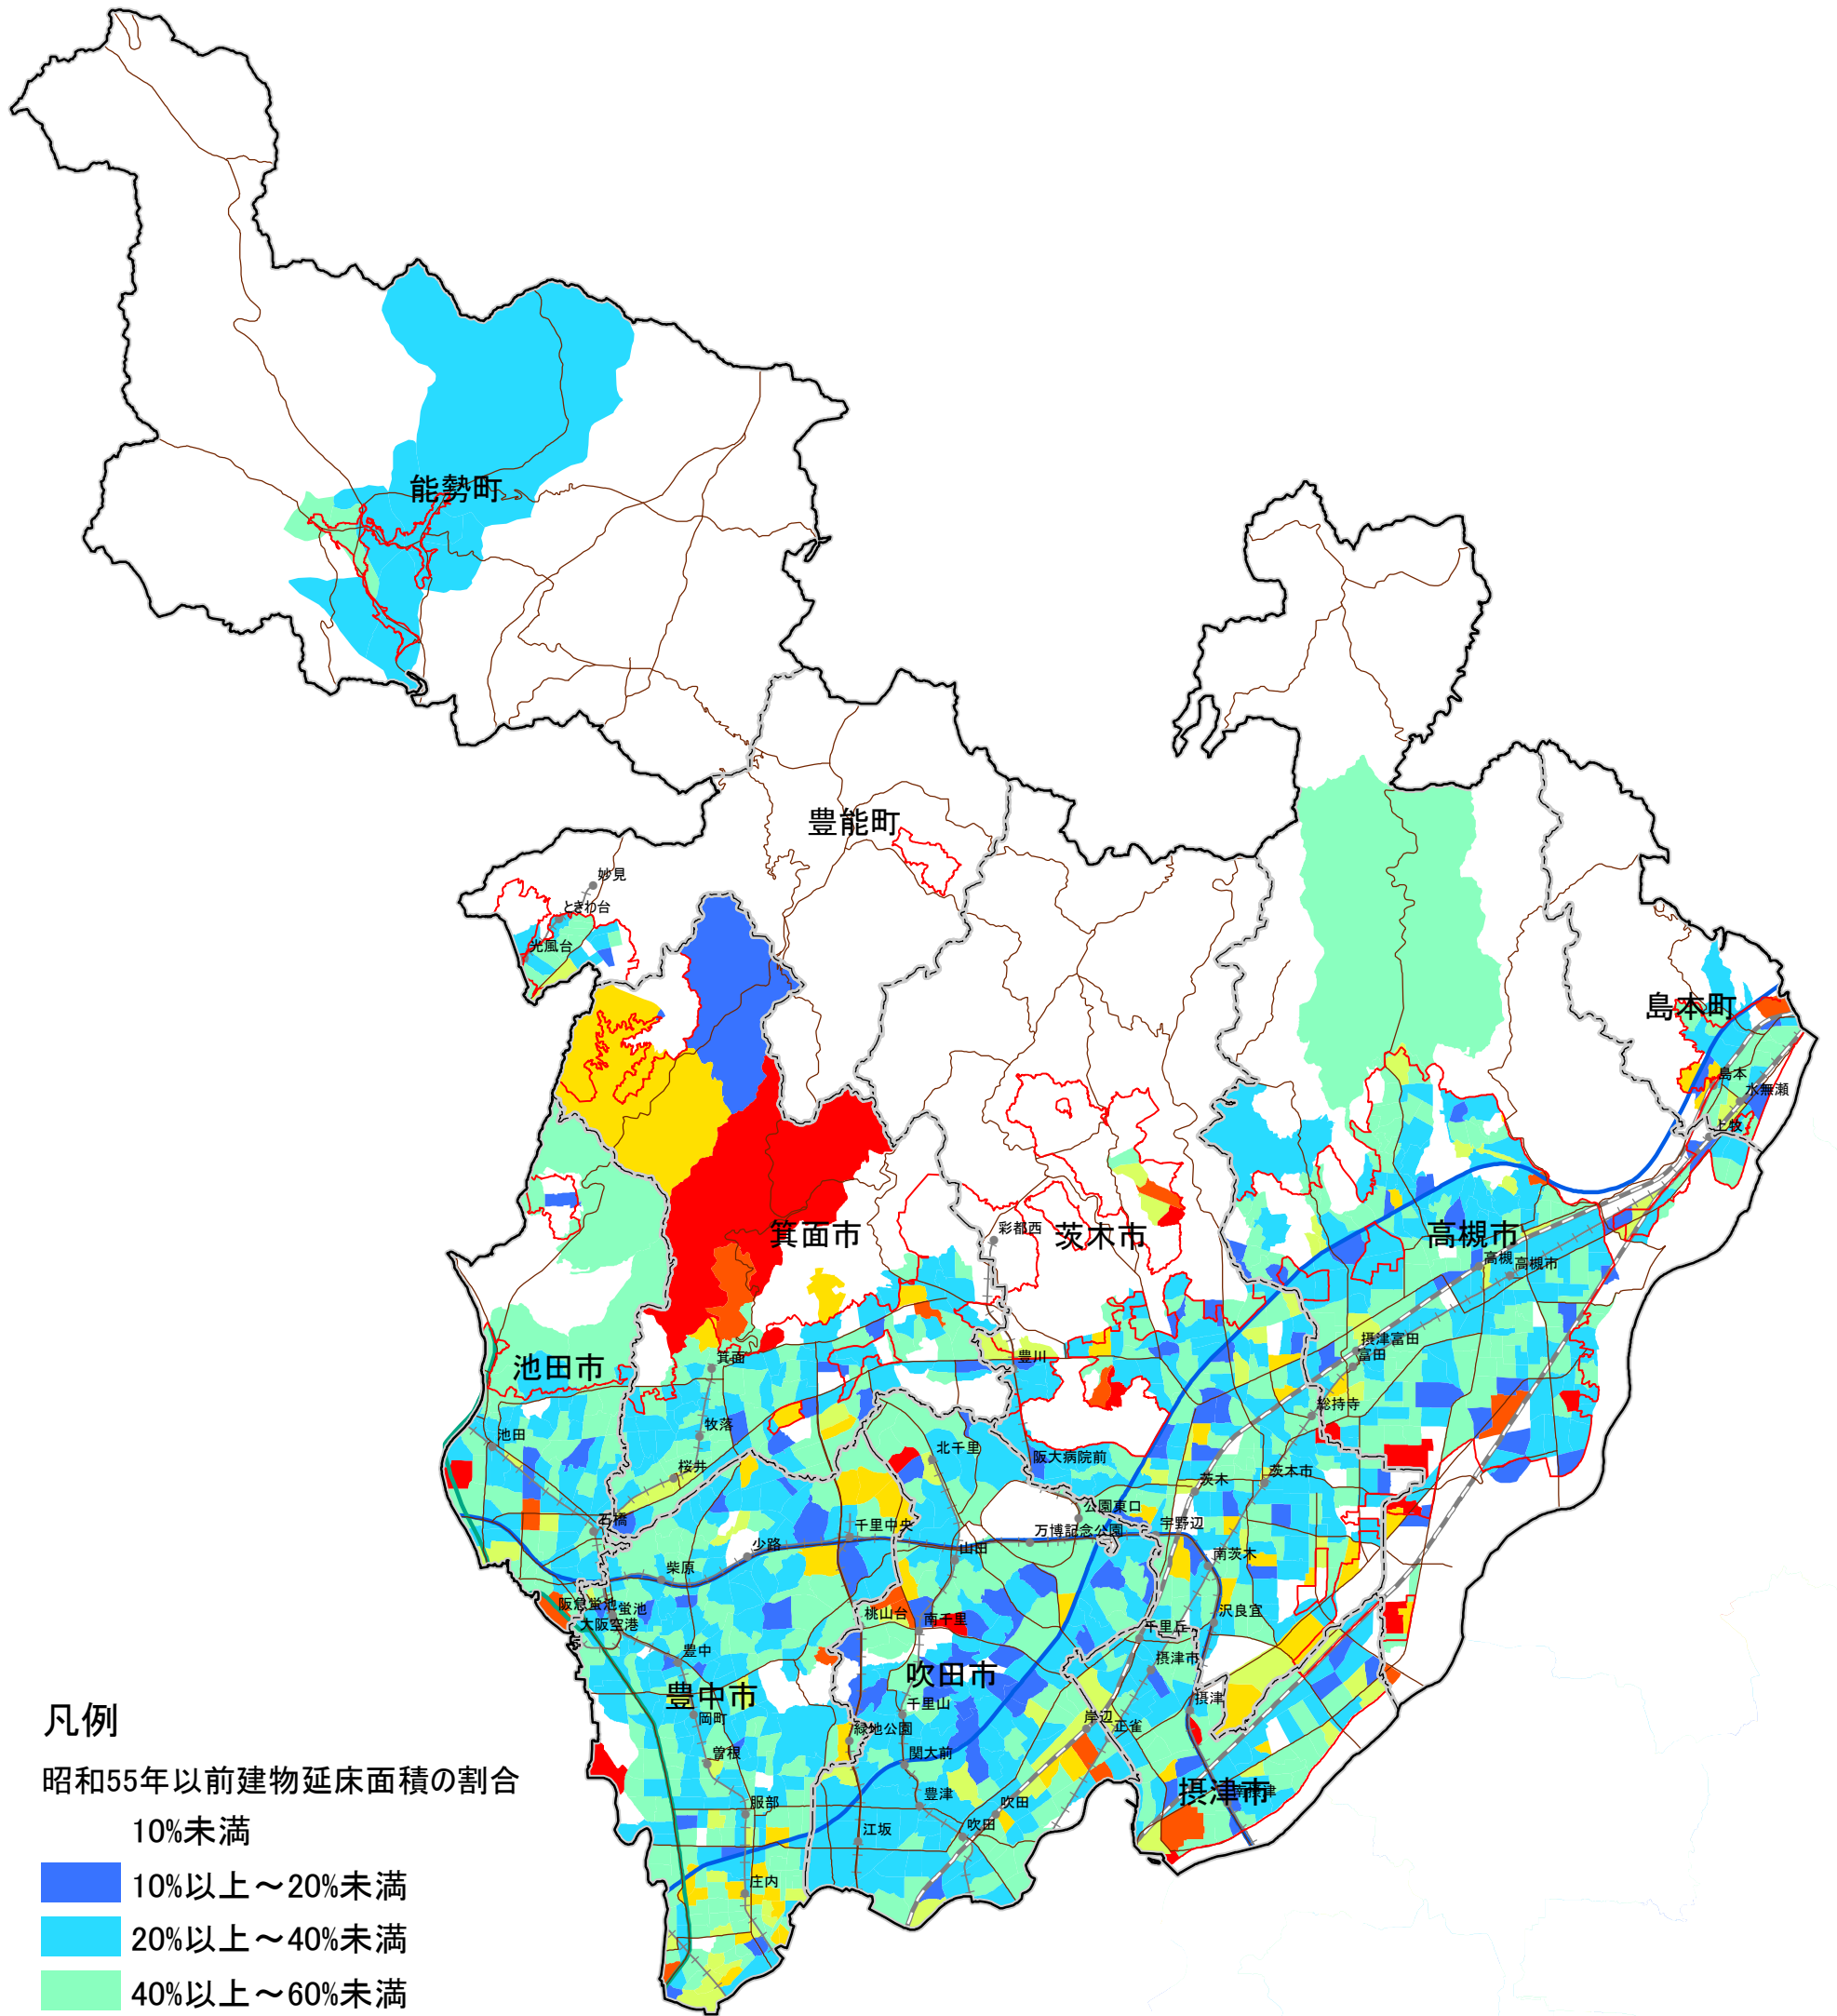 能勢町
豊能町
妙見
ときわ台
光風台
島本町
島本
水無瀬
上牧
箕面市
彩都西
茨木市
高槻市
高槻
高槻市
摂津富田
富田
池田市
箕面
豊川
総持寺
牧落
池田
北千里
桜井
阪大病院前
茨木
茨木市
公園東口
石橋
千里中央
万博記念公園
宇野辺
少路
山田
南茨木
柴原
阪急蛍池
蛍池
大阪空港
桃山台
南千里
沢良宜
千里丘
豊中
摂津市
吹田市
豊中市
千里山
摂津
岡町
緑地公園
岸辺
正雀
曽根
関大前
摂津市
南摂津
豊津
服部
吹田
江坂
吹田
庄内
凡例
昭和55年以前建物延床面積の割合
10%未満
10%以上～20%未満
20%以上～40%未満
40%以上～60%未満